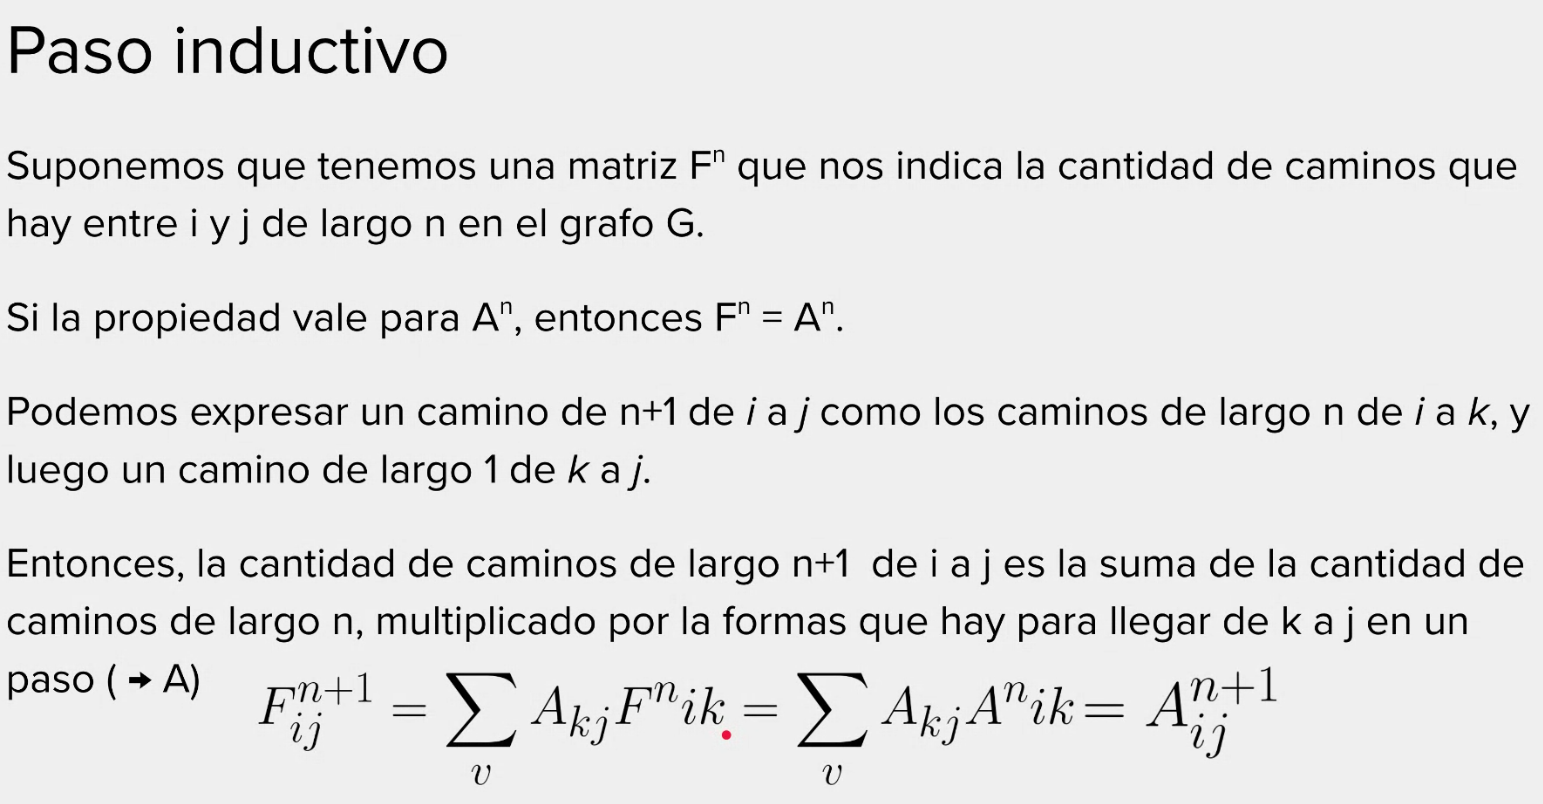 Paso inductivo
Suponemos que tenemos una matriz Fⁿ que nos indica la cantidad de caminos que
hay entre i y j de largo n en el grafo G.
Si la propiedad vale para Aⁿ, entonces Fⁿ = Aⁿ.
Podemos expresar un camino de n+1 de i a j como los caminos de largo n de i a k, y
luego un camino de largo 1 de k a j.
Entonces, la cantidad de caminos de largo n+1 de i a j es la suma de la cantidad de
caminos de largo n, multiplicado por la formas que hay para llegar de k a j en un
paso (→ A) F_{ij}^{n+1} = \sum_{v} A_{kj}F^{n}ik = \sum_{v} A_{kj}A^{n}ik = A_{ij}^{n+1}